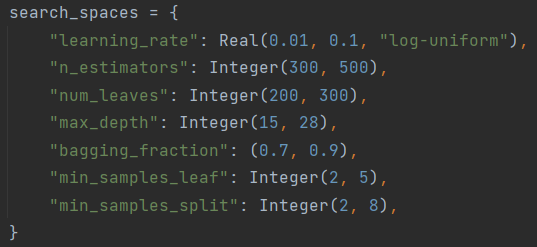 search_spaces = {
    "learning_rate": Real(0.01, 0.1, "log-uniform"),
    "n_estimators": Integer(300, 500),
    "num_leaves": Integer(200, 300),
    "max_depth": Integer(15, 28),
    "bagging_fraction": (0.7, 0.9),
    "min_samples_leaf": Integer(2, 5),
    "min_samples_split": Integer(2, 8),
}